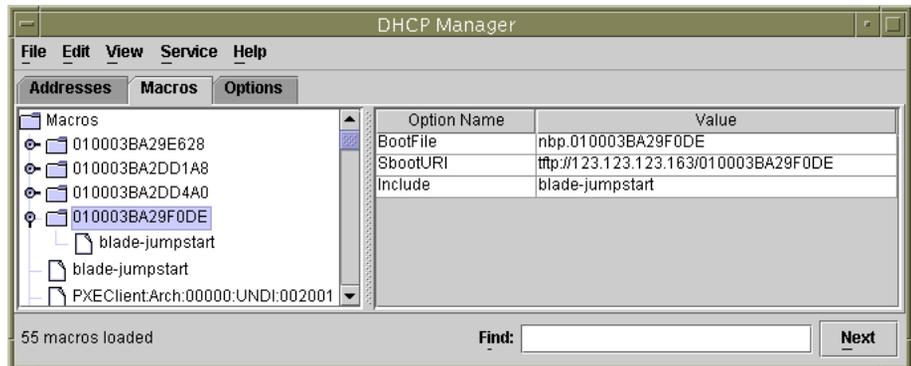 DHCP Manager
File Edit View Service Help
Addresses Macros Options
Macros
010003BA29E628
010003BA2DD1A8
010003BA2DD4A0
010003BA29F0DE
blade-jumpstart
blade-jumpstart
PXEClient:Arch:00000:UNDI:002001
Option Name Value
BootFile nbp.010003BA29F0DE
SbootURI tftp://123.123.123.163/010003BA29F0DE
Include blade-jumpstart
55 macros loaded
Find:
Next